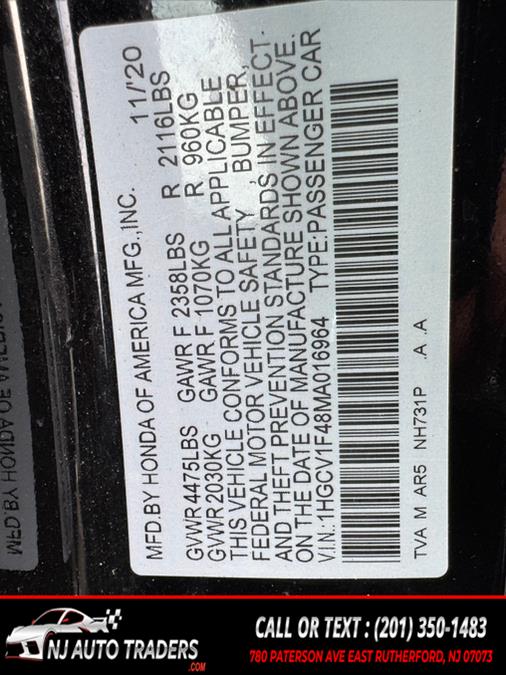 MFD.BY HONDA OF AMERICA MFG.,INC. 11/'20
GVWR 4475LBS GAWR F 2358LBS R 2116LBS
GVWR 2030KG GAWR F 1070KG R 960KG
THIS VEHICLE CONFORMS TO ALL APPLICABLE
FEDERAL MOTOR VEHICLE SAFETY , BUMPER,
AND THEFT PREVENTION STANDARDS IN EFFECT
ON THE DATE OF MANUFACTURE SHOWN ABOVE.
V.I.N.:1HGCV1F48MA016964 TYPE:PASSENGER CAR
TVA M AR5 NH731P .A .A
MFD.BY HONDA OF
NJ AUTO TRADERS
.COM
CALL OR TEXT : (201) 350-1483
780 PATERSON AVE EAST RUTHERFORD, NJ 07073